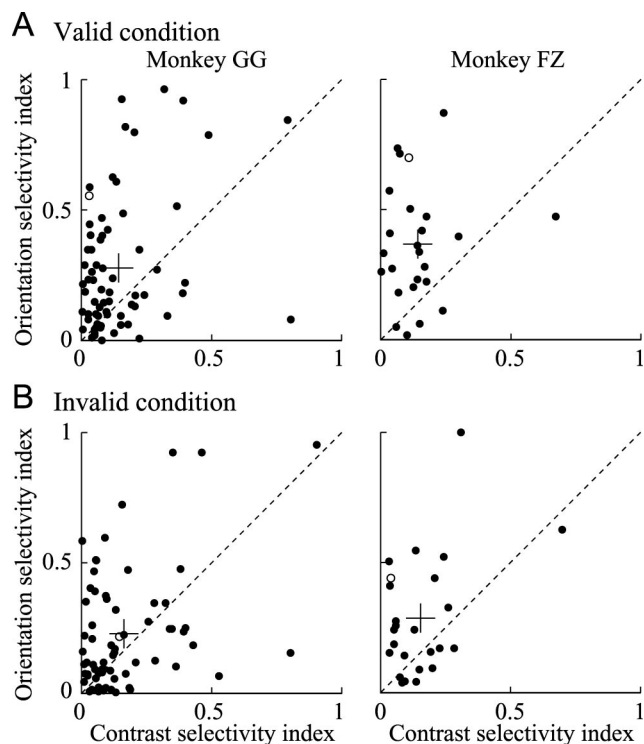 A Valid condition
Monkey GG Monkey FZ
Orientation selectivity index
1
0.5
0
0 0.5 1
0 0.5 1
B Invalid condition
Orientation selectivity index
1
0.5
0
0 0.5 1
0 0.5 1
Contrast selectivity index Contrast selectivity index